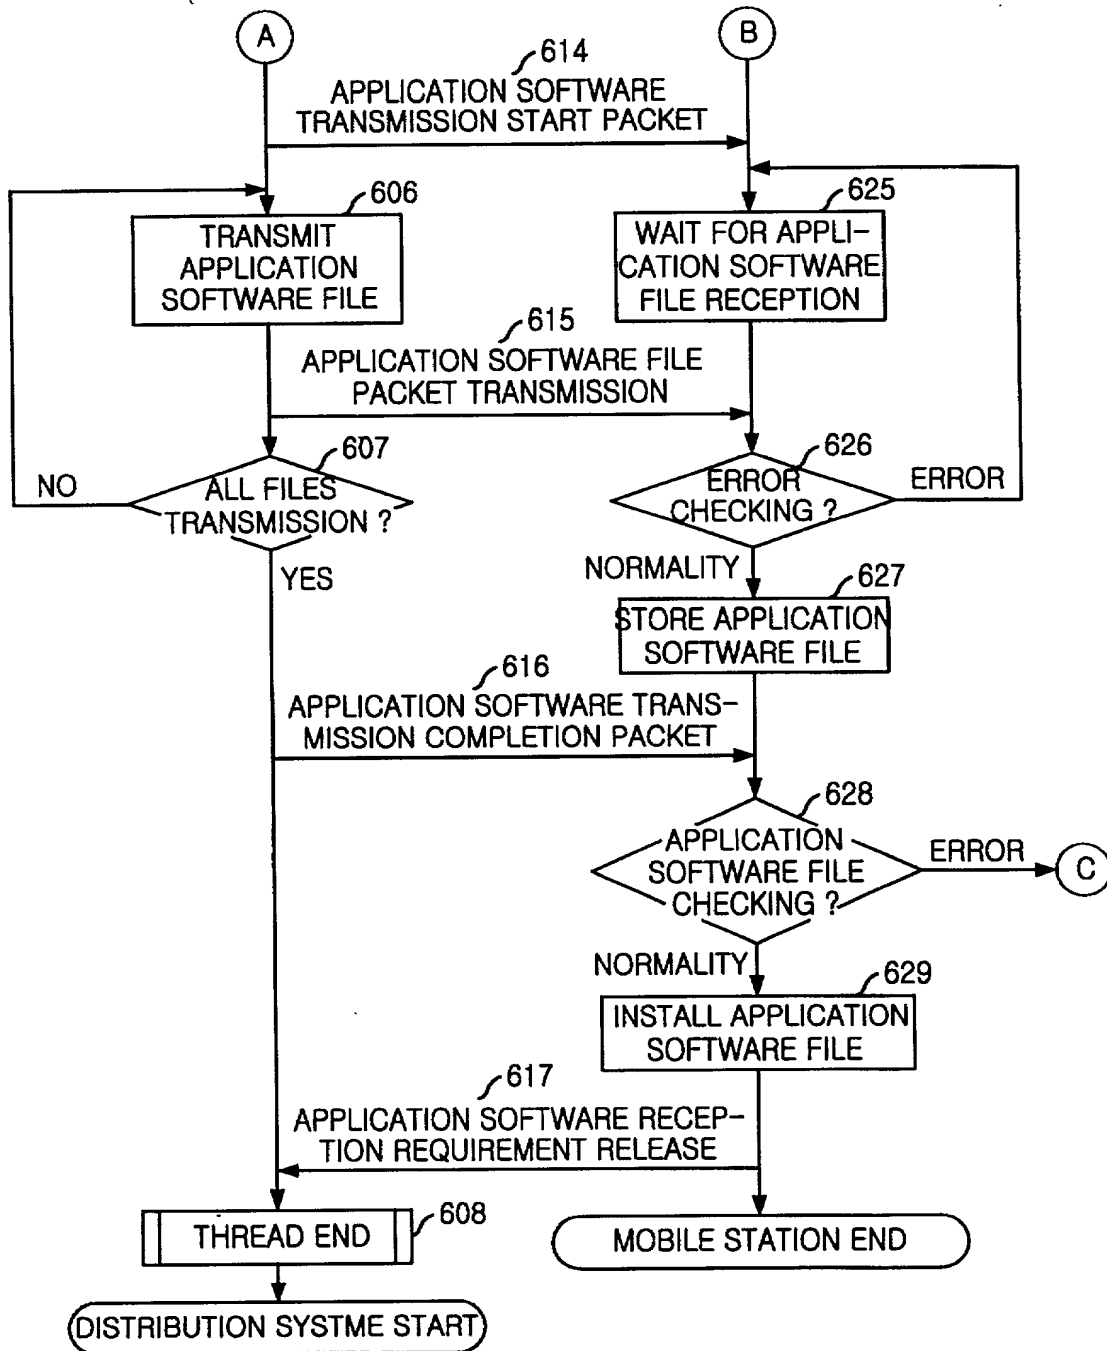 A
B
614
APPLICATION SOFTWARE
TRANSMISSION START PACKET
606
625
TRANSMIT
APPLICATION
SOFTWARE FILE
WAIT FOR APPLI-
CATION SOFTWARE
FILE RECEPTION
615
APPLICATION SOFTWARE FILE
PACKET TRANSMISSION
607
626
NO
ALL FILES
TRANSMISSION ?
ERROR
CHECKING ?
ERROR
YES
NORMALITY
627
STORE APPLICATION
SOFTWARE FILE
616
APPLICATION SOFTWARE TRANS-
MISSION COMPLETION PACKET
628
APPLICATION
SOFTWARE FILE
CHECKING ?
ERROR
C
NORMALITY
629
INSTALL APPLICATION
SOFTWARE FILE
617
APPLICATION SOFTWARE RECEP-
TION REQUIREMENT RELEASE
THREAD END
608
MOBILE STATION END
DISTRIBUTION SYSTME START